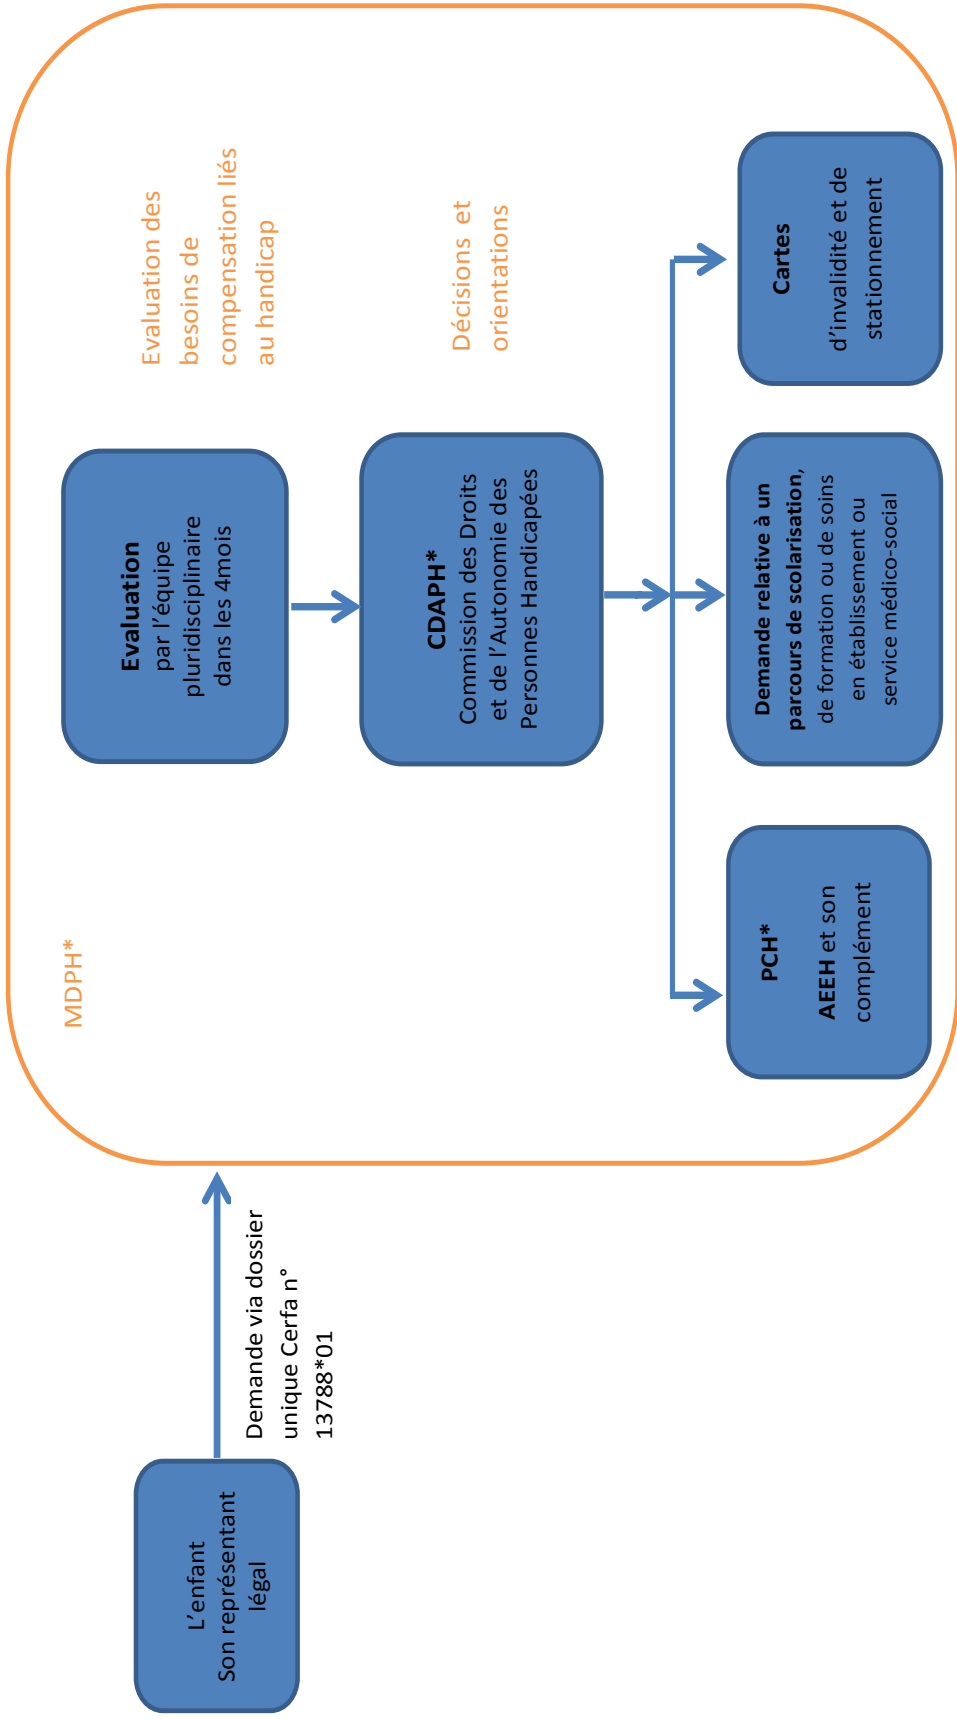 L’enfant
Son représentant
légal
Demande via dossier
unique Cerfa n°
13788*01
MDPH*
Evaluation
par l’équipe
pluridisciplinaire
dans les 4mois
Evaluation des
besoins de
compensation liés
au handicap
CDAPH*
Commission des Droits
et de l’Autonomie des
Personnes Handicapées
Décisions et
orientations
PCH*
AEEH et son
complément
Demande relative à un
parcours de scolarisation,
de formation ou de soins
en établissement ou
service médico-social
Cartes
d’invalidité et de
stationnement